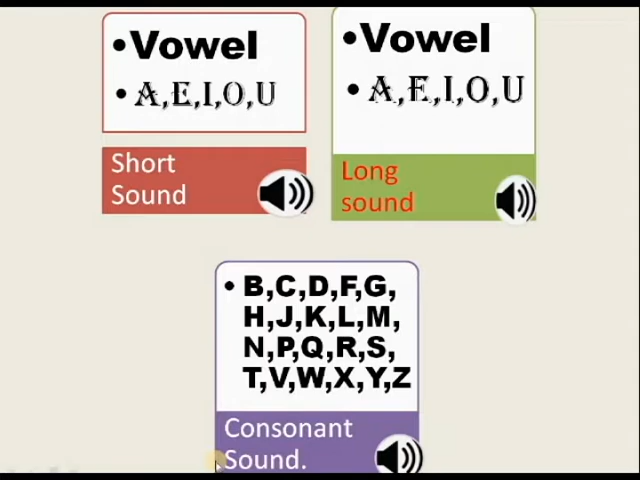 •Vowel
•A,E,I,O,U
Short
Sound
•Vowel
•A,E,I,O,U
Long
sound
•B,C,D,F,G,
H,J,K,L,M,
N,P,Q,R,S,
T,V,W,X,Y,Z
Consonant
Sound.